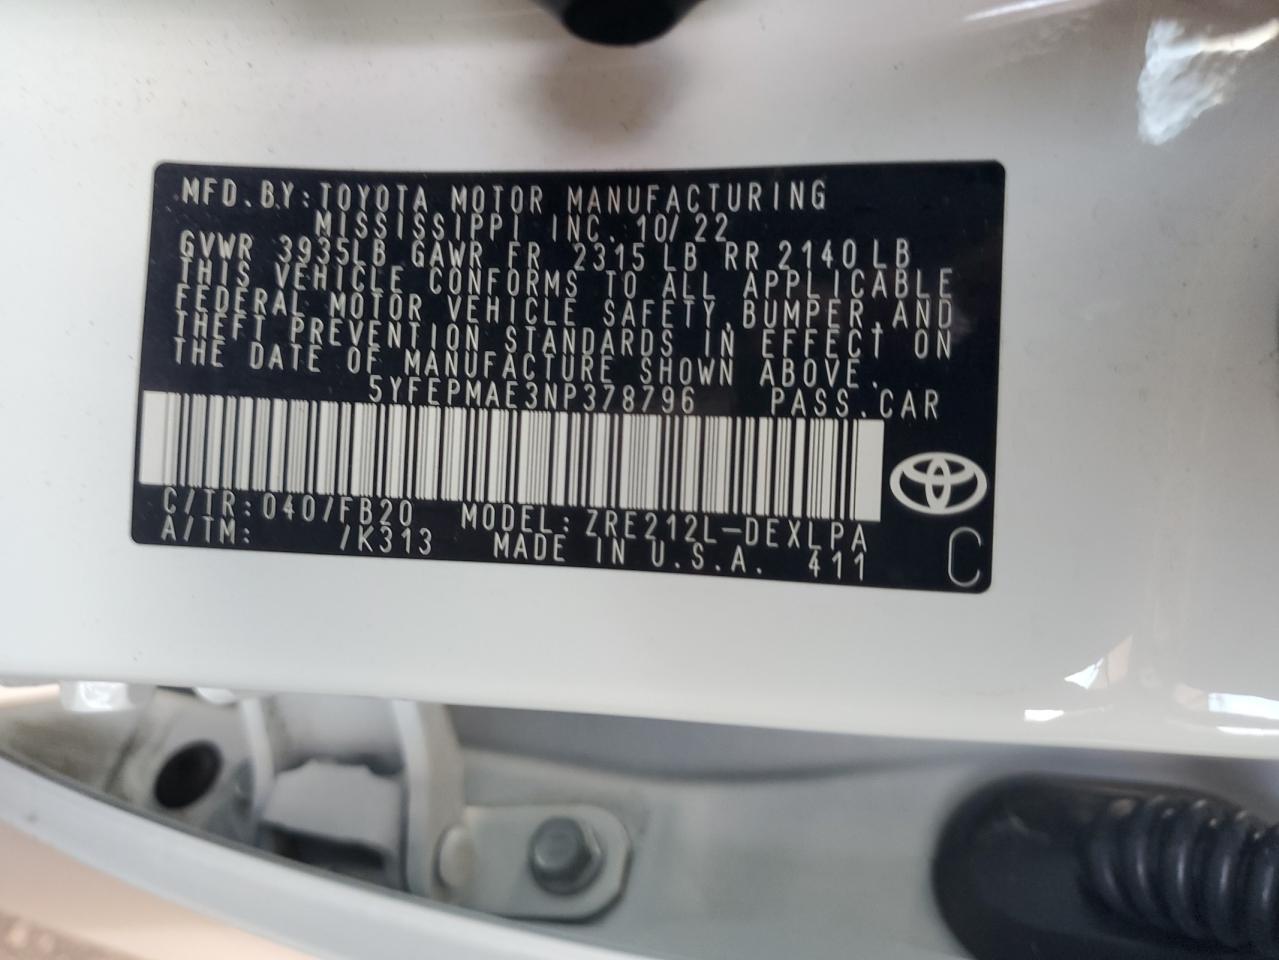 MFD.BY:TOYOTA MOTOR MANUFACTURING
MISSISSIPPI INC. 10/22
GVWR 3935LB GAWR FR 2315 LB RR 2140 LB
THIS VEHICLE CONFORMS TO ALL APPLICABLE
FEDERAL MOTOR VEHICLE SAFETY,BUMPER,AND
THEFT PREVENTION STANDARDS IN EFFECT ON
THE DATE OF MANUFACTURE SHOWN ABOVE.
5YFEPMAE3NP378796 PASS.CAR
C/TR:040/FB20 MODEL:ZRE212L-DEXLPA
A/TM: /K313 MADE IN U.S.A. 411
C